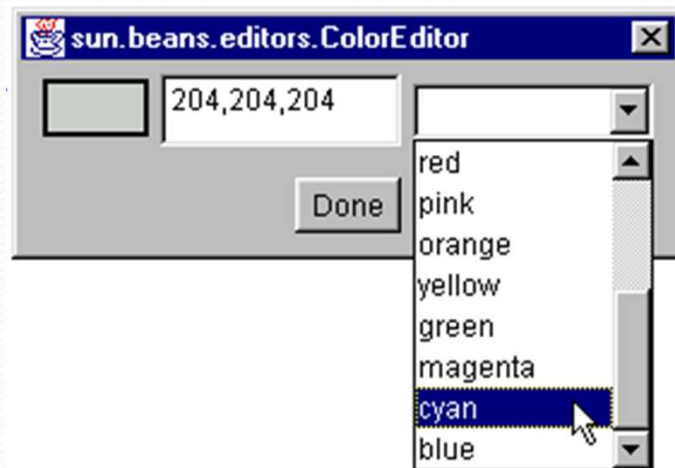 sun.beans.editors.ColorEditor
204,204,204
Done
red
pink
orange
yellow
green
magenta
cyan
blue